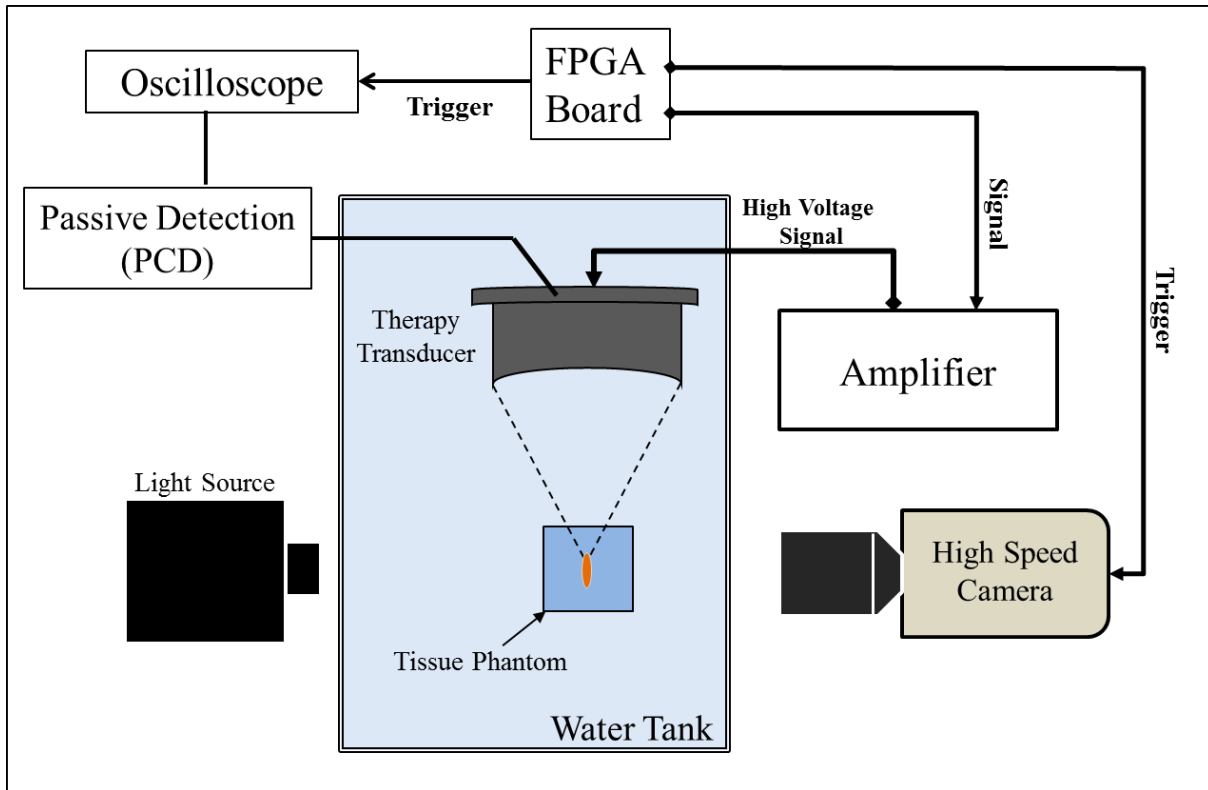 Oscilloscope
Trigger
FPGA
Board
Passive Detection
(PCD)
High Voltage
Signal
Signal
Trigger
Therapy
Transducer
Amplifier
Light Source
High Speed
Camera
Tissue Phantom
Water Tank